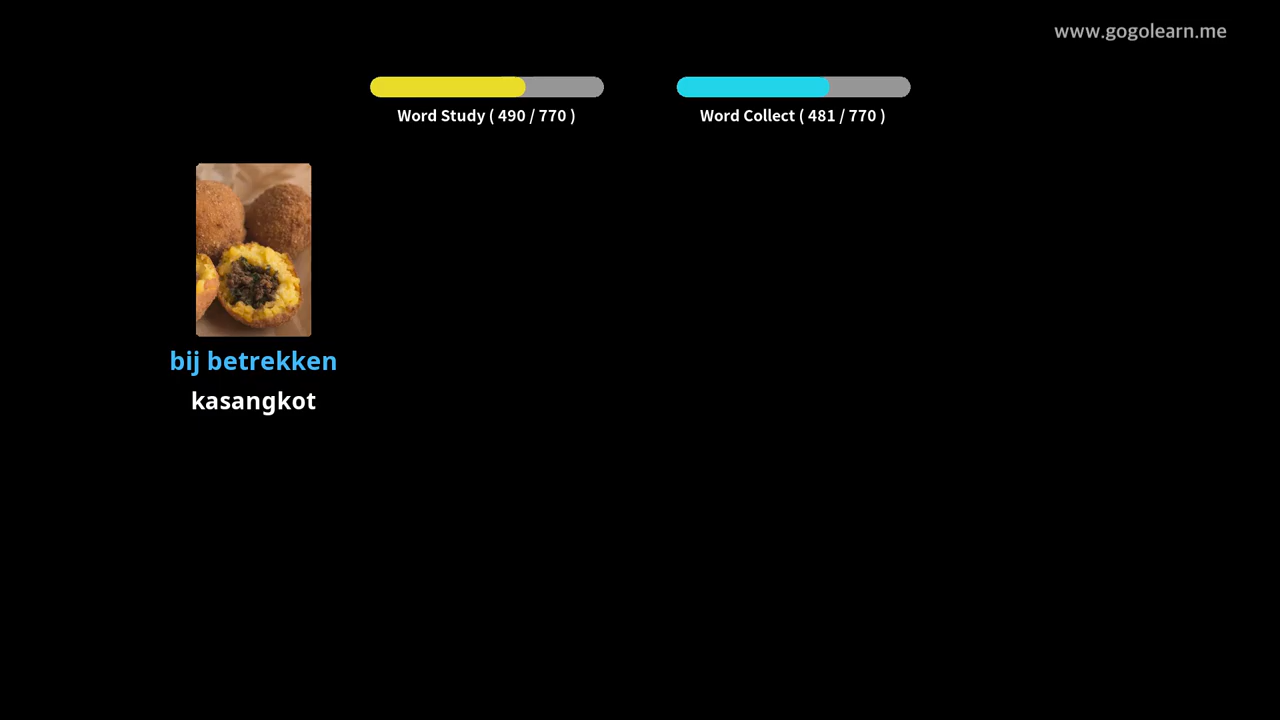 www.gogolearn.me
Word Study ( 490 / 770 )
Word Collect ( 481 / 770 )
bij betrekken
kasangkot